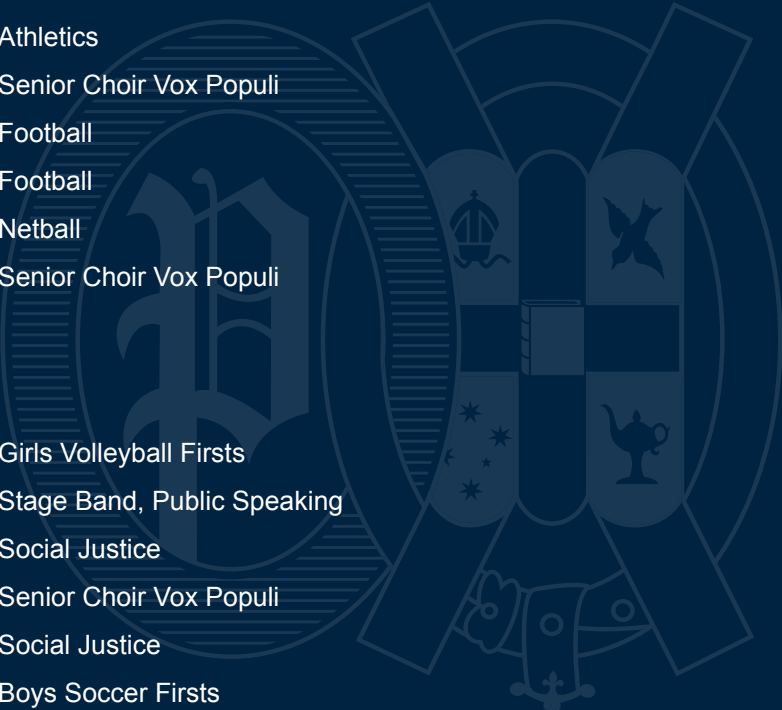 Athletics
Senior Choir Vox Populi
Football
Football
Netball
Senior Choir Vox Populi
Girls Volleyball Firsts
Stage Band, Public Speaking
Social Justice
Senior Choir Vox Populi
Social Justice
Boys Soccer Firsts
P